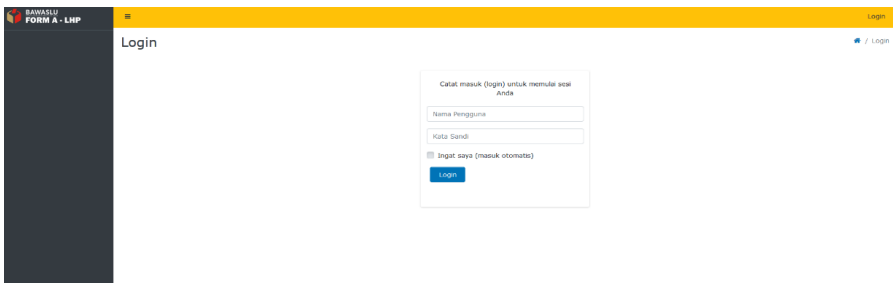 BAWASLU
FORM A - LHP
Login
Login
/ Login
Catat masuk (login) untuk memulai sesi
Anda
Nama Pengguna
Kata Sandi
Ingat saya (masuk otomatis)
Login